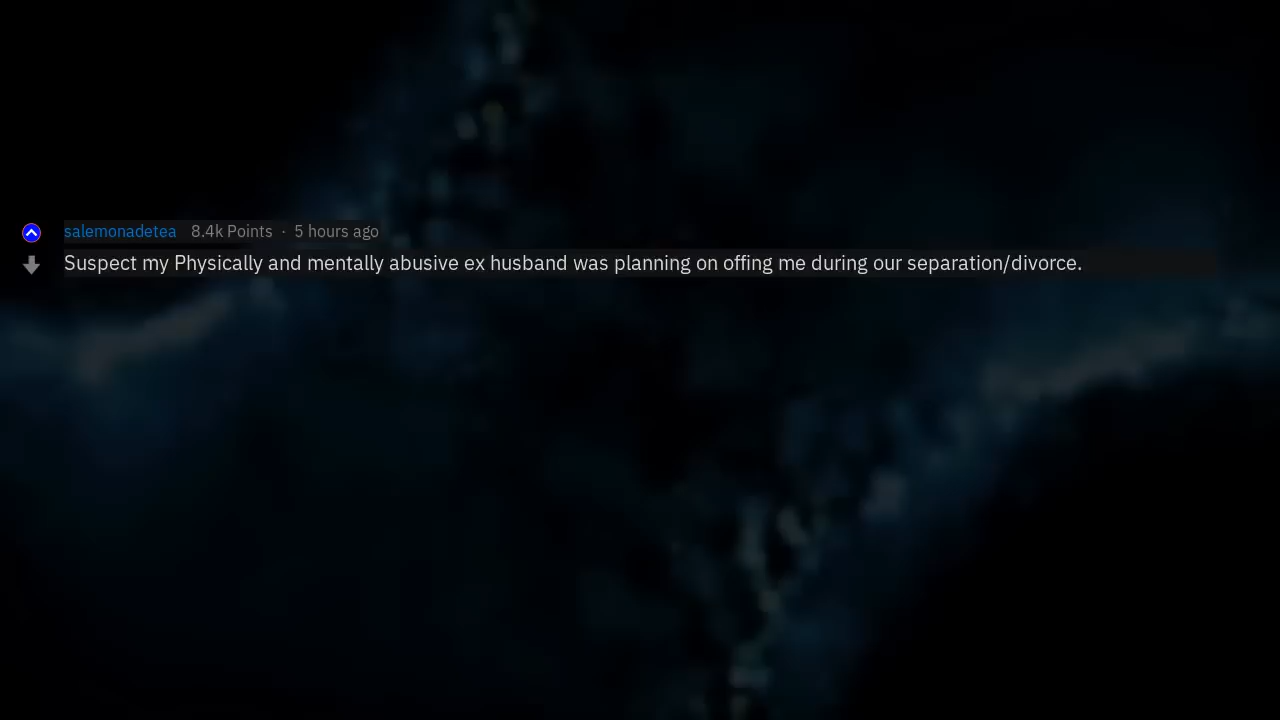 salemonadetea 8.4k Points · 5 hours ago
Suspect my Physically and mentally abusive ex husband was planning on offing me during our separation/divorce.